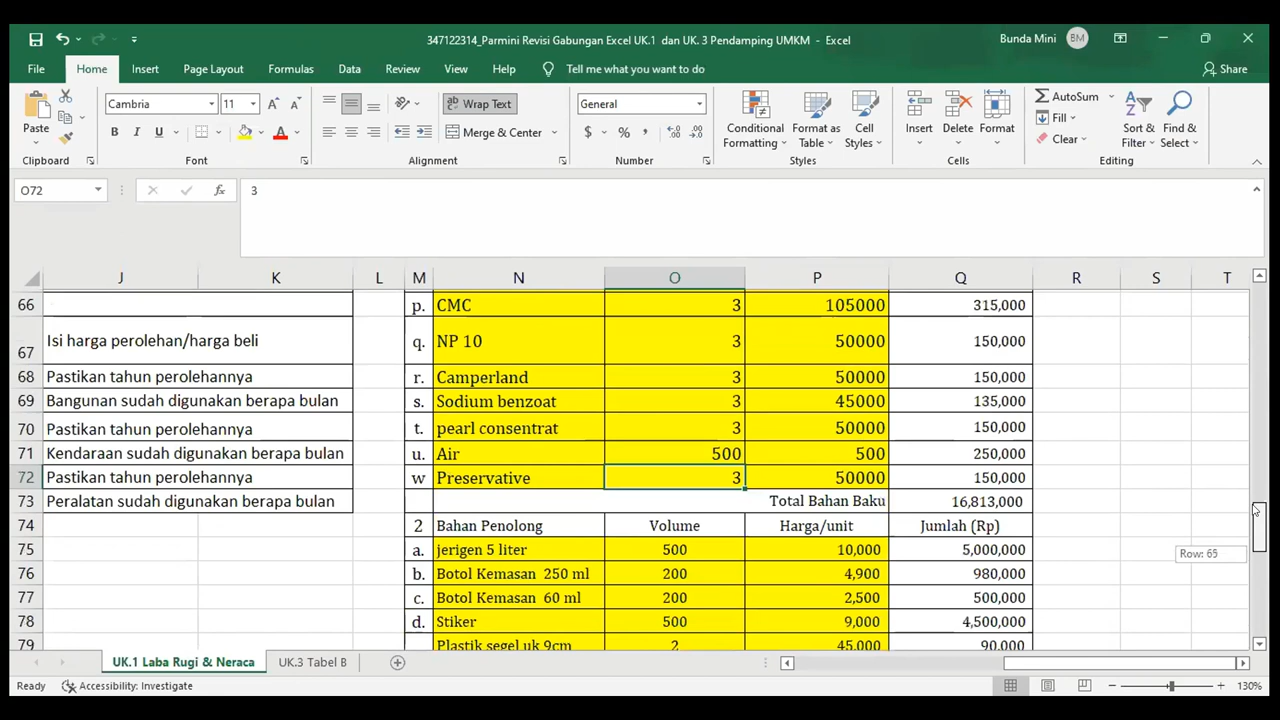 347122314_Parmini Revisi Gabungan Excel UK.1 dan UK. 3 Pendamping UMKM - Excel
Bunda Mini BM
File Home Insert Page Layout Formulas Data Review View Help Tell me what you want to do Share
Cambria 11 Wrap Text General AutoSum
Fill
Paste B I U A Merge & Center $ % , Conditional Formatting Format as Table Cell Styles Insert Delete Format Clear Sort & Filter Find & Select
Clipboard Font Alignment Number Styles Cells Editing
O72 fx 3
J K L M N O P Q R S T
66 p. CMC 3 105000 315,000
67 Isi harga perolehan/harga beli q. NP 10 3 50000 150,000
68 Pastikan tahun perolehannya r. Camperland 3 50000 150,000
69 Bangunan sudah digunakan berapa bulan s. Sodium benzoat 3 45000 135,000
70 Pastikan tahun perolehannya t. pearl consentrat 3 50000 150,000
71 Kendaraan sudah digunakan berapa bulan u. Air 500 500 250,000
72 Pastikan tahun perolehannya w Preservative 3 50000 150,000
73 Peralatan sudah digunakan berapa bulan Total Bahan Baku 16,813,000
74 2 Bahan Penolong Volume Harga/unit Jumlah (Rp)
75 a. jerigen 5 liter 500 10,000 5,000,000
Row: 65
76 b. Botol Kemasan 250 ml 200 4,900 980,000
77 c. Botol Kemasan 60 ml 200 2,500 500,000
78 d. Stiker 500 9,000 4,500,000
79 Plastik segel uk 9cm 2 45,000 90,000
UK.1 Laba Rugi & Neraca UK.3 Tabel B
Ready Accessibility: Investigate 130%